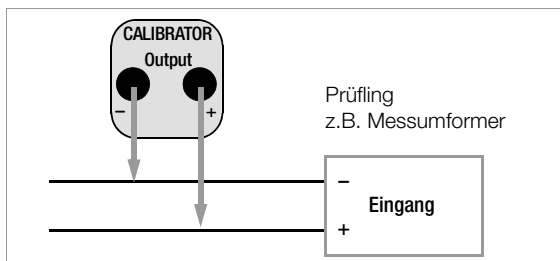 CALIBRATOR
Output
– +
Prüfling
z.B. Messumformer
–
Eingang
+